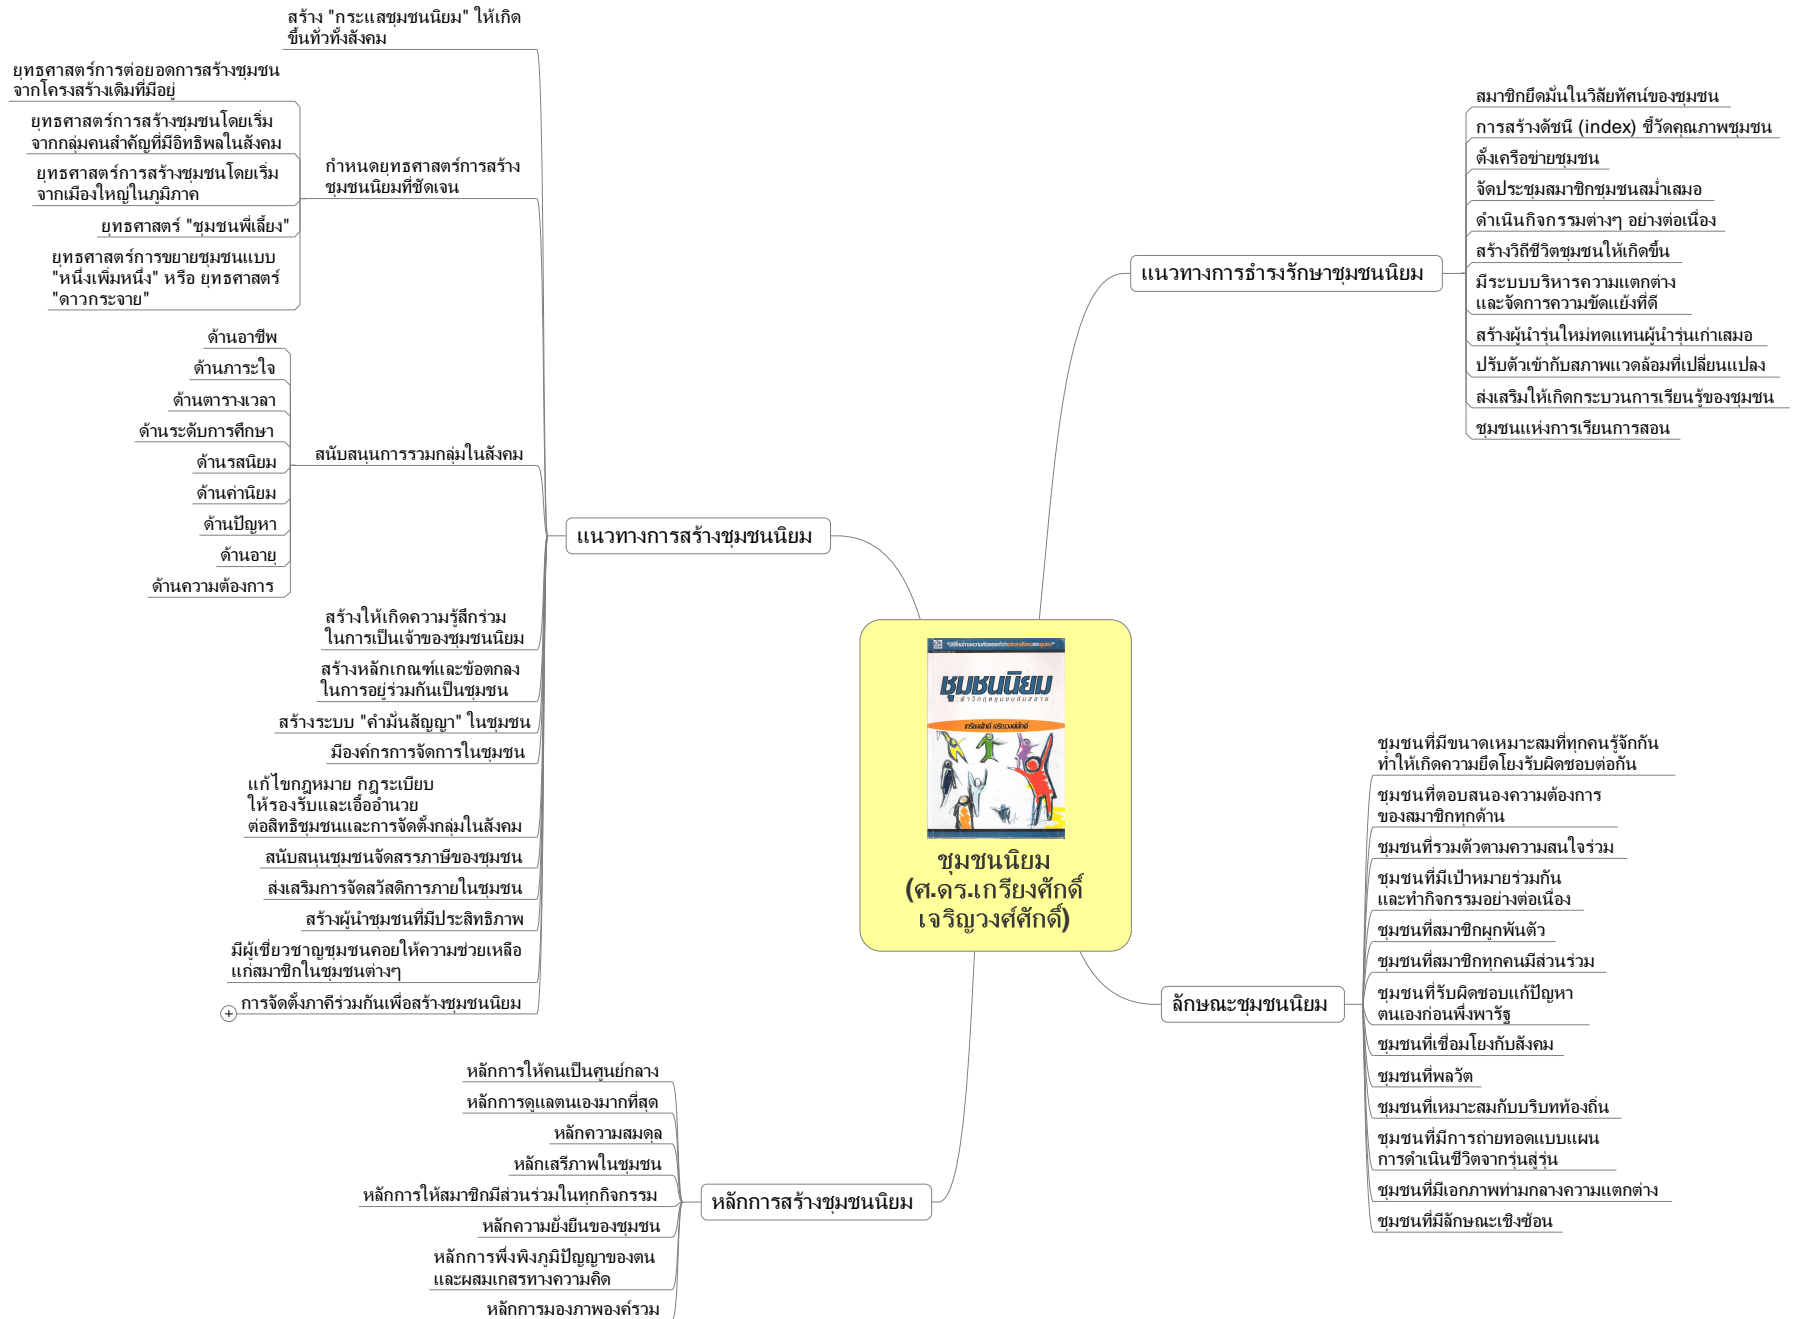 สร้าง "กระแสชุมชนนิยม" ให้เกิด
ขึ้นทั่วทั้งสังคม
ยุทธศาสตร์การต่อยอดการสร้างชุมชน
จากโครงสร้างเดิมที่มีอยู่
ยุทธศาสตร์การสร้างชุมชนโดยเริ่ม
จากกลุ่มคนสำคัญที่มีอิทธิพลในสังคม
ยุทธศาสตร์การสร้างชุมชนโดยเริ่ม
จากเมืองใหญ่ในภูมิภาค
ยุทธศาสตร์ "ชุมชนพี่เลี้ยง"
ยุทธศาสตร์การขยายชุมชนแบบ
"หนึ่งเพิ่มหนึ่ง" หรือ ยุทธศาสตร์
"ดาวกระจาย"
กำหนดยุทธศาสตร์การสร้าง
ชุมชนนิยมที่ชัดเจน
ด้านอาชีพ
ด้านภาระใจ
ด้านตารางเวลา
ด้านระดับการศึกษา
ด้านรสนิยม
ด้านค่านิยม
ด้านปัญหา
ด้านอายุ
ด้านความต้องการ
สนับสนุนการรวมกลุ่มในสังคม
แนวทางการสร้างชุมชนนิยม
สร้างให้เกิดความรู้สึกร่วม
ในการเป็นเจ้าของชุมชนนิยม
สร้างหลักเกณฑ์และข้อตกลง
ในการอยู่ร่วมกันเป็นชุมชน
สร้างระบบ "คำมั่นสัญญา" ในชุมชน
มีองค์กรการจัดการในชุมชน
แก้ไขกฎหมาย กฎระเบียบ
ให้รองรับและเอื้ออำนวย
ต่อสิทธิชุมชนและการจัดตั้งกลุ่มในสังคม
สนับสนุนชุมชนจัดสรรภาษีของชุมชน
ส่งเสริมการจัดสวัสดิการภายในชุมชน
สร้างผู้นำชุมชนที่มีประสิทธิภาพ
มีผู้เชี่ยวชาญชุมชนคอยให้ความช่วยเหลือ
แก่สมาชิกในชุมชนต่างๆ
การจัดตั้งภาคีร่วมกันเพื่อสร้างชุมชนนิยม
หลักการให้คนเป็นศูนย์กลาง
หลักการดูแลตนเองมากที่สุด
หลักความสมดุล
หลักเสรีภาพในชุมชน
หลักการให้สมาชิกมีส่วนร่วมในทุกกิจกรรม
หลักความยั่งยืนของชุมชน
หลักการพึ่งพิงภูมิปัญญาของตน
และผสมเกสรทางความคิด
หลักการมองภาพองค์รวม
หลักการสร้างชุมชนนิยม
ชุมชนนิยม
ฝ่าวิกฤตชุมชนล่มสลาย
เกรียงศักดิ์ เจริญวงศ์ศักดิ์
ชุมชนนิยม
(ศ.ดร.เกรียงศักดิ์
เจริญวงศ์ศักดิ์)
แนวทางการธำรงรักษาชุมชนนิยม
สมาชิกยึดมั่นในวิสัยทัศน์ของชุมชน
การสร้างดัชนี (index) ชี้วัดคุณภาพชุมชน
ตั้งเครือข่ายชุมชน
จัดประชุมสมาชิกชุมชนสม่ำเสมอ
ดำเนินกิจกรรมต่างๆ อย่างต่อเนื่อง
สร้างวิถีชีวิตชุมชนให้เกิดขึ้น
มีระบบบริหารความแตกต่าง
และจัดการความขัดแย้งที่ดี
สร้างผู้นำรุ่นใหม่ทดแทนผู้นำรุ่นเก่าเสมอ
ปรับตัวเข้ากับสภาพแวดล้อมที่เปลี่ยนแปลง
ส่งเสริมให้เกิดกระบวนการเรียนรู้ของชุมชน
ชุมชนแห่งการเรียนการสอน
ลักษณะชุมชนนิยม
ชุมชนที่มีขนาดเหมาะสมที่ทุกคนรู้จักกัน
ทำให้เกิดความยึดโยงรับผิดชอบต่อกัน
ชุมชนที่ตอบสนองความต้องการ
ของสมาชิกทุกด้าน
ชุมชนที่รวมตัวตามความสนใจร่วม
ชุมชนที่มีเป้าหมายร่วมกัน
และทำกิจกรรมอย่างต่อเนื่อง
ชุมชนที่สมาชิกผูกพันตัว
ชุมชนที่สมาชิกทุกคนมีส่วนร่วม
ชุมชนที่รับผิดชอบแก้ปัญหา
ตนเองก่อนพึ่งพารัฐ
ชุมชนที่เชื่อมโยงกับสังคม
ชุมชนที่พลวัต
ชุมชนที่เหมาะสมกับบริบทท้องถิ่น
ชุมชนที่มีการถ่ายทอดแบบแผน
การดำเนินชีวิตจากรุ่นสู่รุ่น
ชุมชนที่มีเอกภาพท่ามกลางความแตกต่าง
ชุมชนที่มีลักษณะเชิงซ้อน